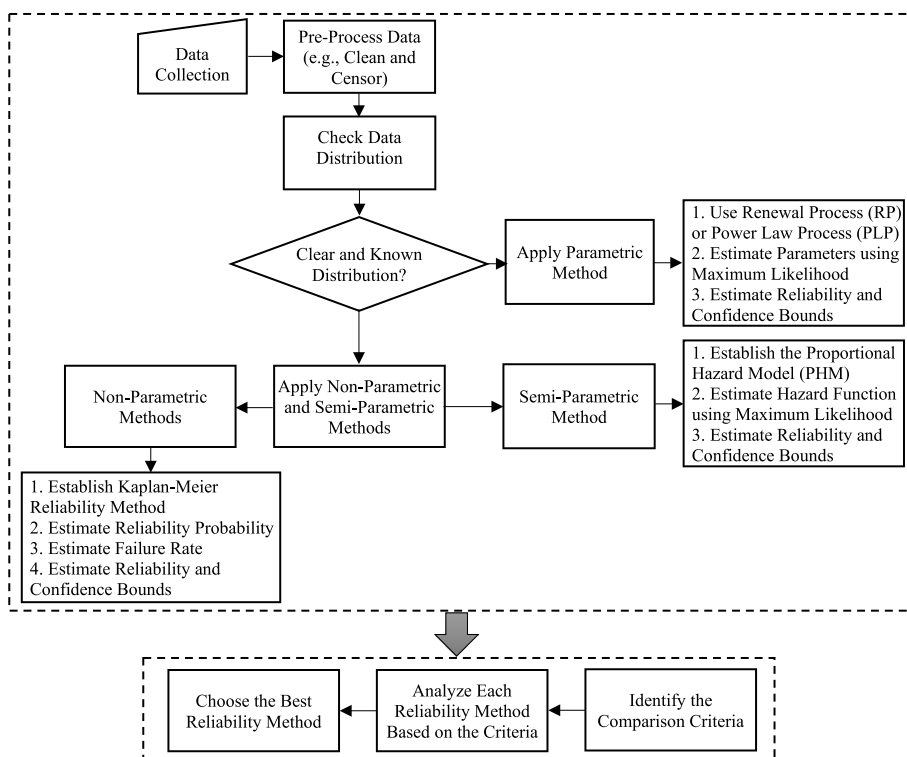 Data
Collection
Pre-Process Data
(e.g., Clean and
Censor)
Check Data
Distribution
Clear and Known
Distribution?
Apply Parametric
Method
1. Use Renewal Process (RP)
or Power Law Process (PLP)
2. Estimate Parameters using
Maximum Likelihood
3. Estimate Reliability and
Confidence Bounds
Non-Parametric
Methods
Apply Non-Parametric
and Semi-Parametric
Methods
Semi-Parametric
Method
1. Establish the Proportional
Hazard Model (PHM)
2. Estimate Hazard Function
using Maximum Likelihood
3. Estimate Reliability and
Confidence Bounds
1. Establish Kaplan-Meier
Reliability Method
2. Estimate Reliability Probability
3. Estimate Failure Rate
4. Estimate Reliability and
Confidence Bounds
Choose the Best
Reliability Method
Analyze Each
Reliability Method
Based on the Criteria
Identify the
Comparison Criteria